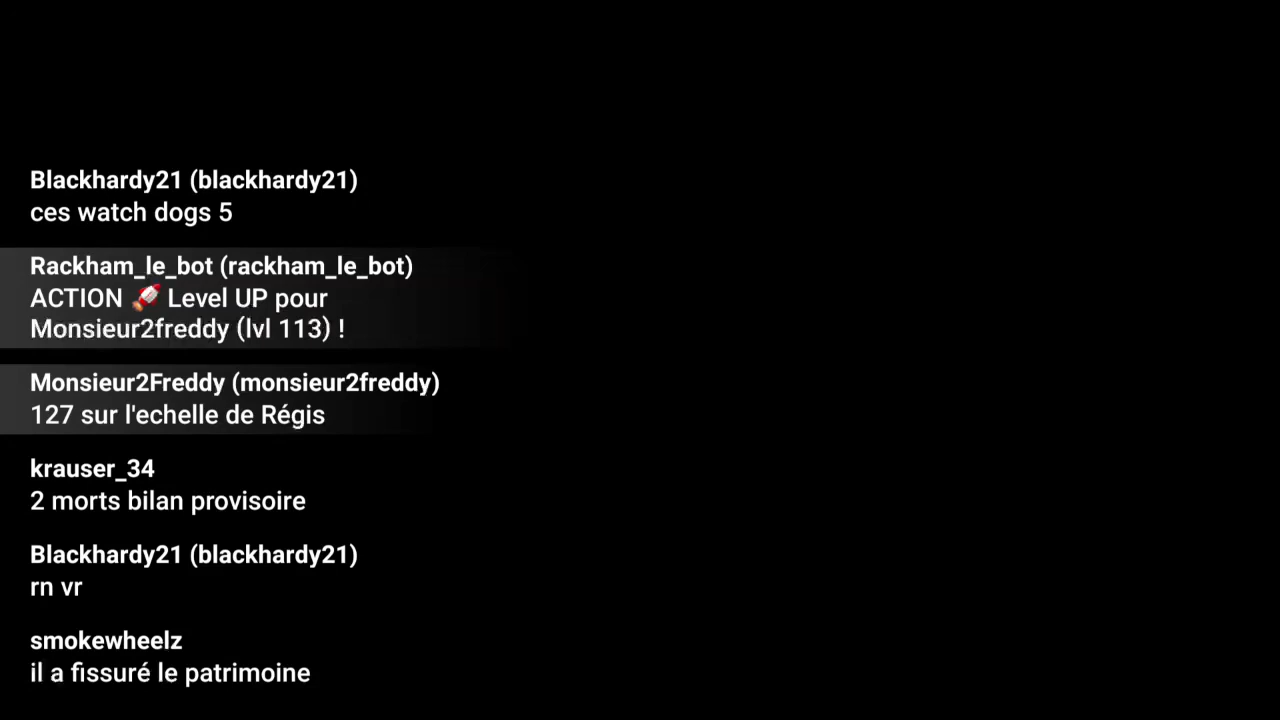 Blackhardy21 (blackhardy21)
ces watch dogs 5
Rackham_le_bot (rackham_le_bot)
ACTION 🚀 Level UP pour
Monsieur2freddy (lvl 113) !
Monsieur2Freddy (monsieur2freddy)
127 sur l'echelle de Régis
krauser_34
2 morts bilan provisoire
Blackhardy21 (blackhardy21)
rn vr
smokewheelz
il a fissuré le patrimoine